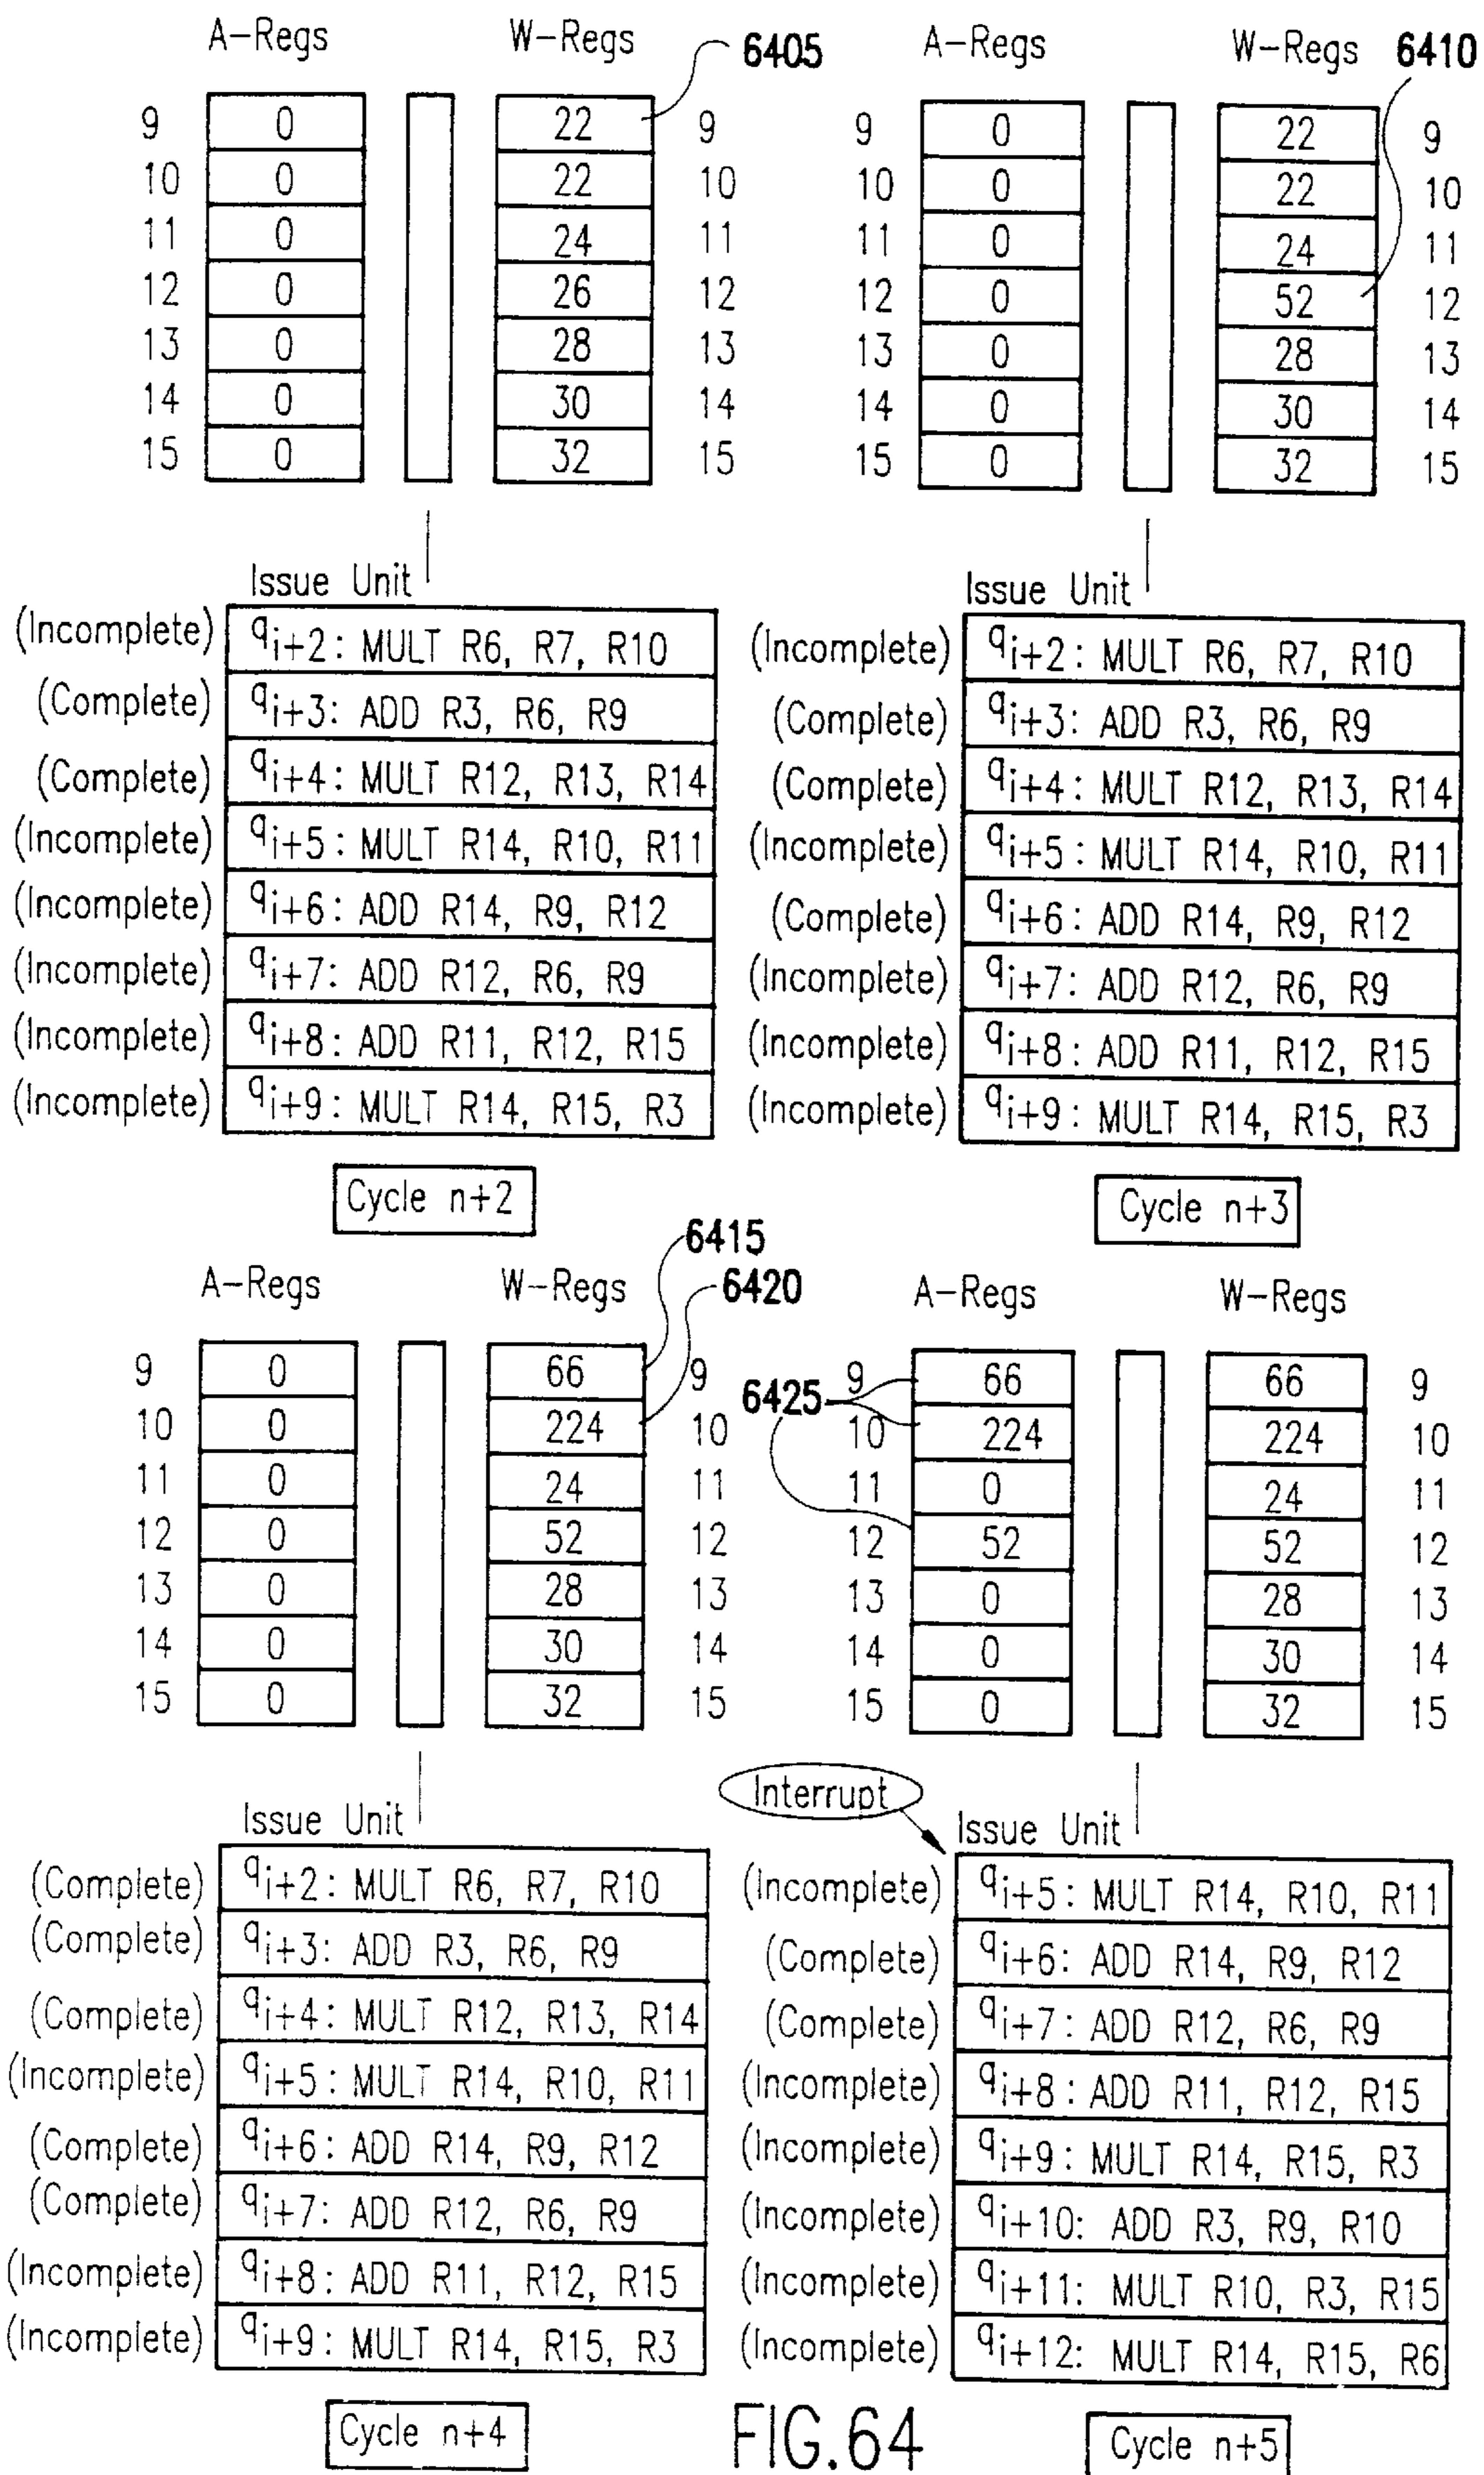 A-Regs W-Regs 6405
9 0 22 9
10 0 22 10
11 0 24 11
12 0 26 12
13 0 28 13
14 0 30 14
15 0 32 15
Issue Unit
(Incomplete) qi+2: MULT R6, R7, R10
(Complete) qi+3: ADD R3, R6, R9
(Complete) qi+4: MULT R12, R13, R14
(Incomplete) qi+5: MULT R14, R10, R11
(Incomplete) qi+6: ADD R14, R9, R12
(Incomplete) qi+7: ADD R12, R6, R9
(Incomplete) qi+8: ADD R11, R12, R15
(Incomplete) qi+9: MULT R14, R15, R3
Cycle n+2
A-Regs W-Regs 6410
9 0 22 9
10 0 22 10
11 0 24 11
12 0 52 12
13 0 28 13
14 0 30 14
15 0 32 15
Issue Unit
(Incomplete) qi+2: MULT R6, R7, R10
(Complete) qi+3: ADD R3, R6, R9
(Complete) qi+4: MULT R12, R13, R14
(Incomplete) qi+5: MULT R14, R10, R11
(Complete) qi+6: ADD R14, R9, R12
(Incomplete) qi+7: ADD R12, R6, R9
(Incomplete) qi+8: ADD R11, R12, R15
(Incomplete) qi+9: MULT R14, R15, R3
Cycle n+3
6415
A-Regs W-Regs 6420
9 0 66 9
10 0 224 10
11 0 24 11
12 0 52 12
13 0 28 13
14 0 30 14
15 0 32 15
Issue Unit
(Complete) qi+2: MULT R6, R7, R10
(Complete) qi+3: ADD R3, R6, R9
(Complete) qi+4: MULT R12, R13, R14
(Incomplete) qi+5: MULT R14, R10, R11
(Complete) qi+6: ADD R14, R9, R12
(Complete) qi+7: ADD R12, R6, R9
(Incomplete) qi+8: ADD R11, R12, R15
(Incomplete) qi+9: MULT R14, R15, R3
Cycle n+4
A-Regs W-Regs
6425
9 66 66 9
10 224 224 10
11 0 24 11
12 52 52 12
13 0 28 13
14 0 30 14
15 0 32 15
Interrupt
Issue Unit
(Incomplete) qi+5: MULT R14, R10, R11
(Complete) qi+6: ADD R14, R9, R12
(Complete) qi+7: ADD R12, R6, R9
(Incomplete) qi+8: ADD R11, R12, R15
(Incomplete) qi+9: MULT R14, R15, R3
(Incomplete) qi+10: ADD R3, R9, R10
(Incomplete) qi+11: MULT R10, R3, R15
(Incomplete) qi+12: MULT R14, R15, R6
Cycle n+5
FIG.64